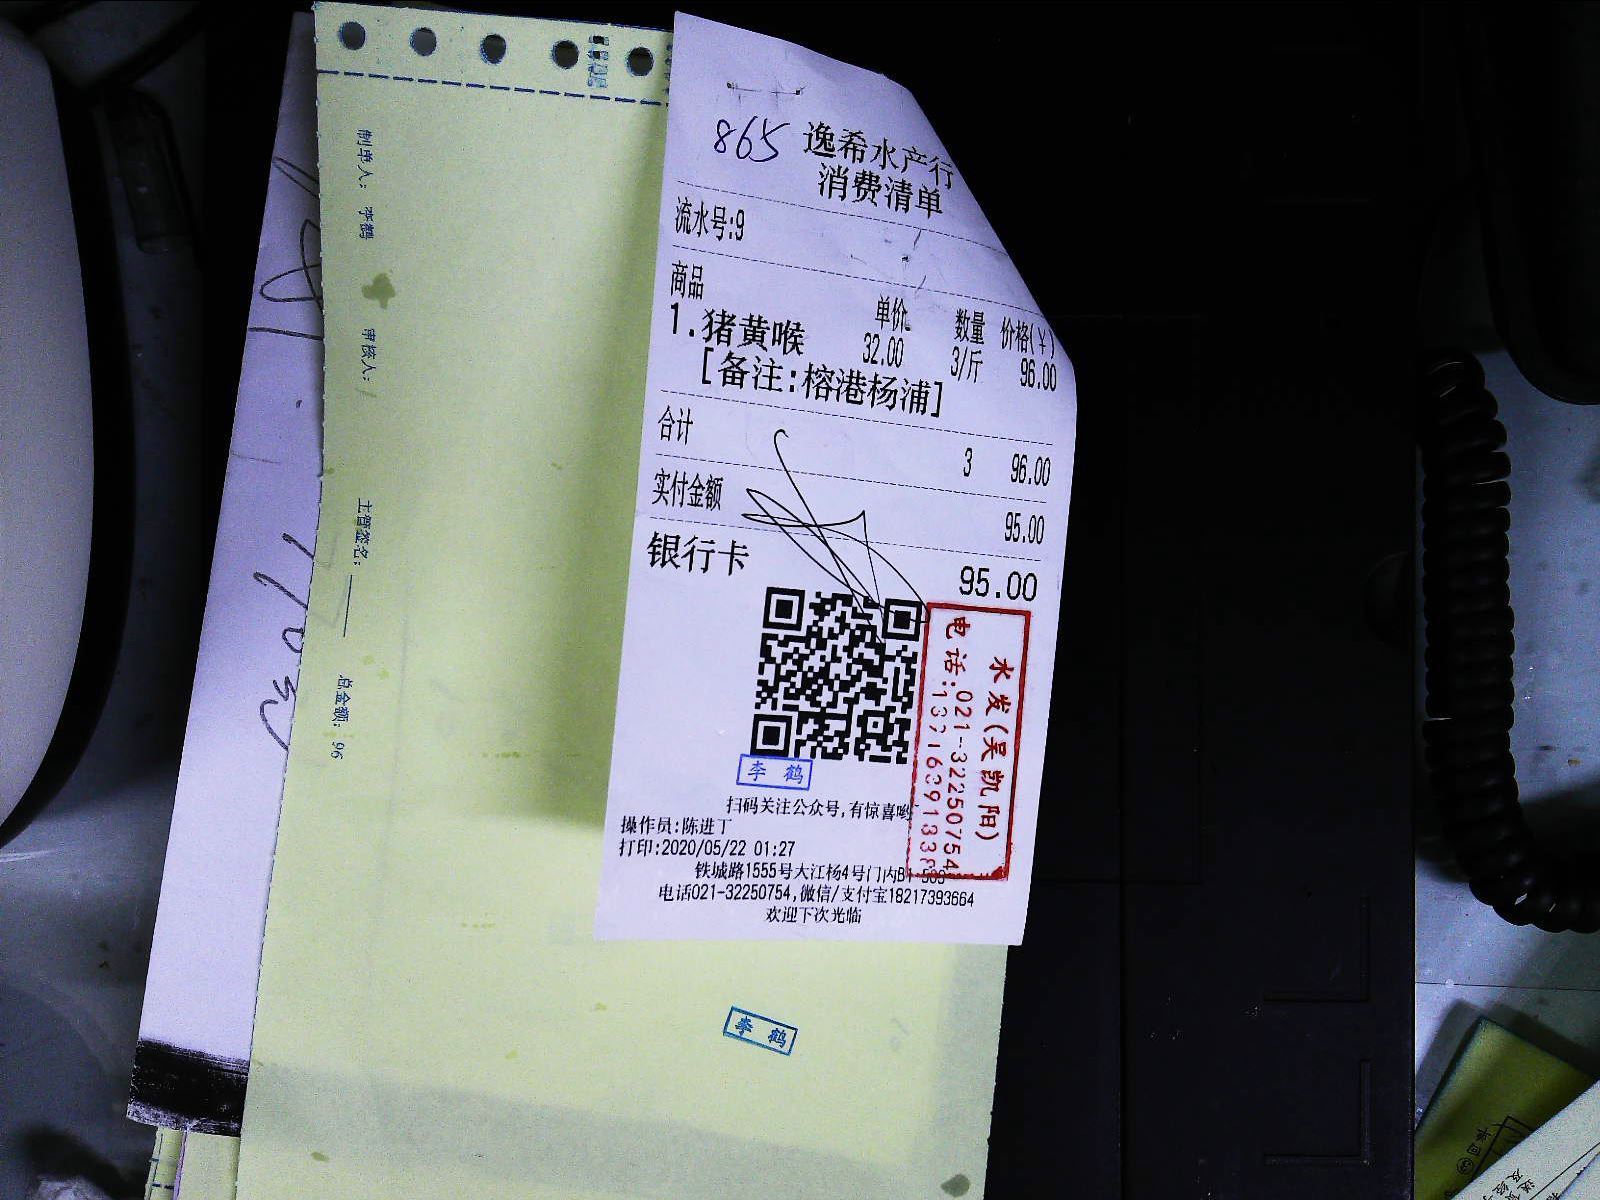 制单人: 李鹤
审核人:
主管签名:
总金额: 96
865
逸希水产行
消费清单
流水号:9
商品 单价 数量 价格(¥)
1.猪黄喉 32.00 3/斤 96.00
[备注:榕港杨浦]
合计 3 96.00
实付金额 95.00
银行卡 95.00
水发(吴凯阳)
电话:021-32250754
李鹤
扫码关注公众号,有惊喜哟
操作员:陈进丁
打印:2020/05/22 01:27
铁城路1555号大江杨4号门内
电话021-32250754,微信/支付宝18217393664
欢迎下次光临
李鹤